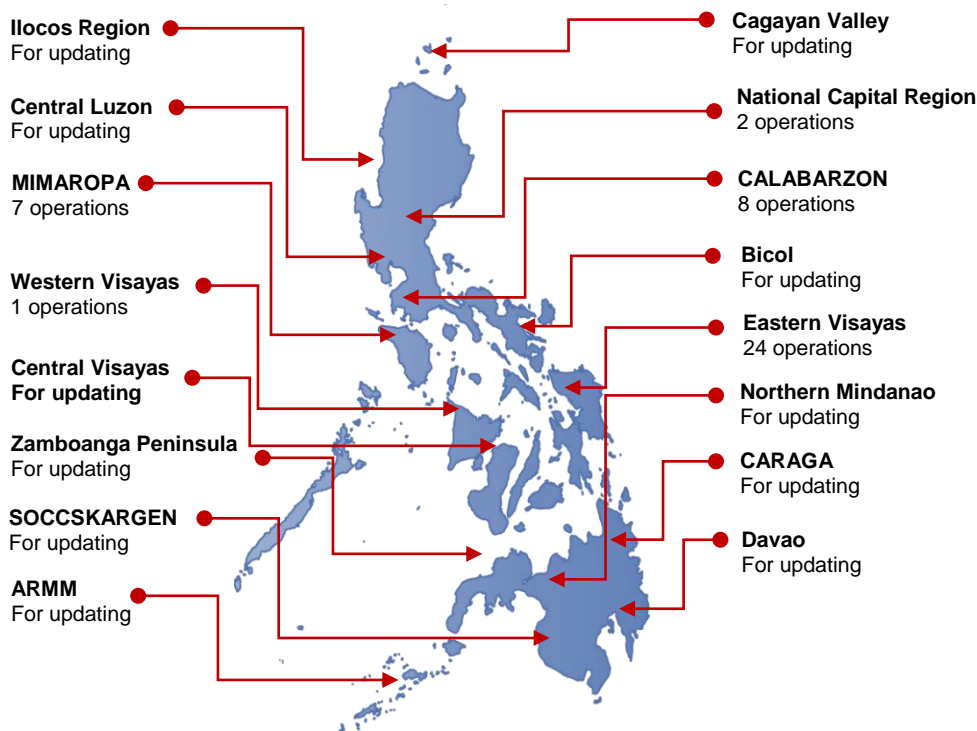 Ilocos Region
For updating
Central Luzon
For updating
MIMAROPA
7 operations
Western Visayas
1 operations
Central Visayas
For updating
Zamboanga Peninsula
For updating
SOCCSKARGEN
For updating
ARMM
For updating
Cagayan Valley
For updating
National Capital Region
2 operations
CALABARZON
8 operations
Bicol
For updating
Eastern Visayas
24 operations
Northern Mindanao
For updating
CARAGA
For updating
Davao
For updating